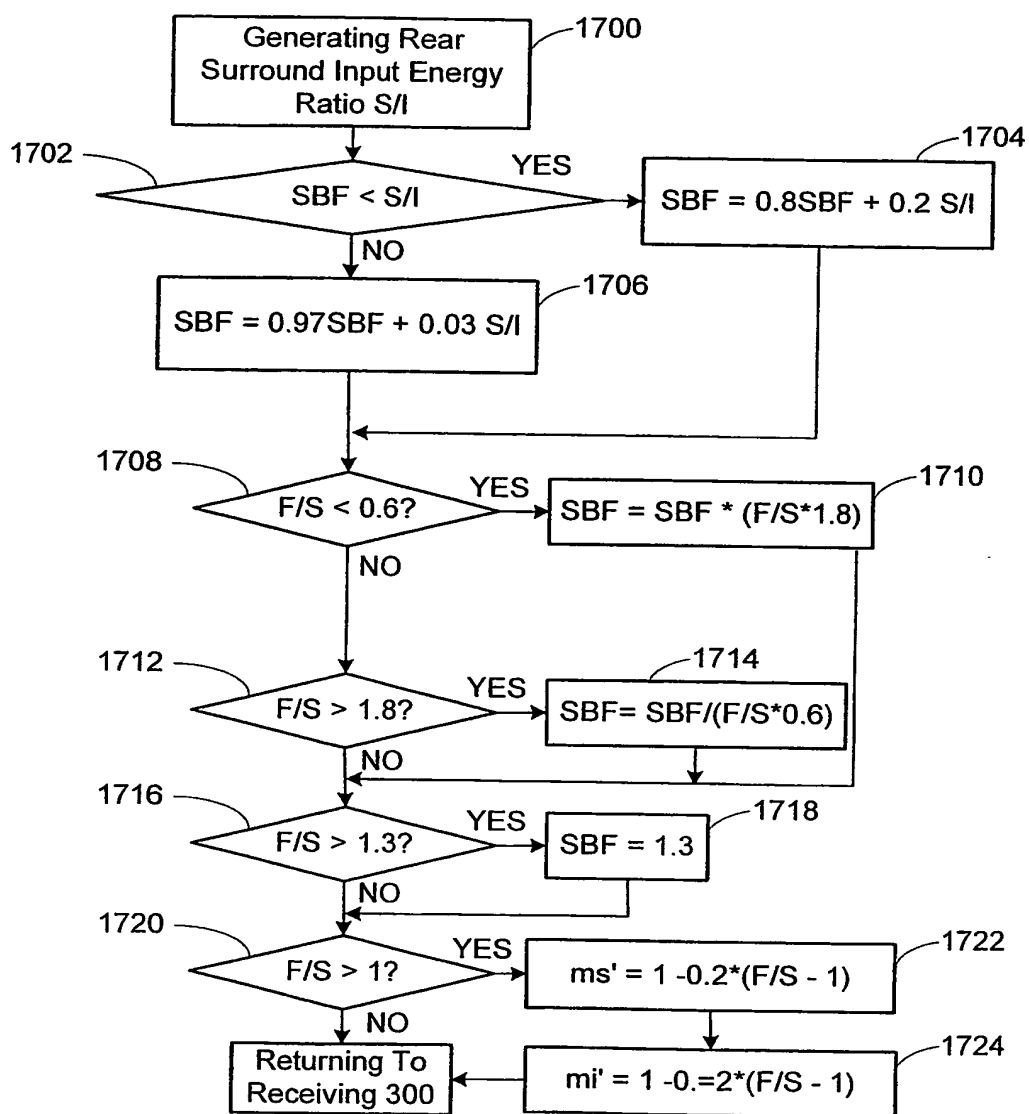 Generating Rear
Surround Input Energy
Ratio S/I
1700
1702
SBF < S/I
YES
1704
SBF = 0.8SBF + 0.2 S/I
NO
1706
SBF = 0.97SBF + 0.03 S/I
1708
F/S < 0.6?
YES
1710
SBF = SBF * (F/S*1.8)
NO
1712
F/S > 1.8?
YES
1714
SBF= SBF/(F/S*0.6)
NO
1716
F/S > 1.3?
YES
1718
SBF = 1.3
NO
1720
F/S > 1?
YES
1722
ms' = 1 -0.2*(F/S - 1)
NO
1724
mi' = 1 -0.=2*(F/S - 1)
Returning To
Receiving 300